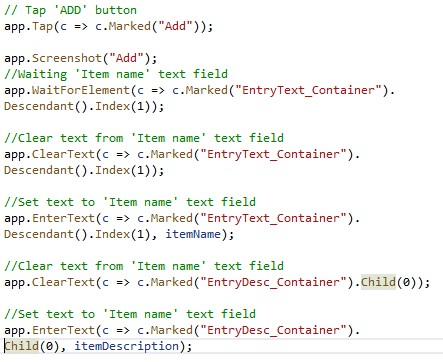 // Tap 'ADD' button
app.Tap(c => c.Marked("Add"));
app.Screenshot("Add");
//Waiting 'Item name' text field
app.WaitForElement(c => c.Marked("EntryText_Container").
Descendant().Index(1));
//Clear text from 'Item name' text field
app.ClearText(c => c.Marked("EntryText_Container").
Descendant().Index(1));
//Set text to 'Item name' text field
app.EnterText(c => c.Marked("EntryText_Container").
Descendant().Index(1), itemName);
//Clear text from 'Item name' text field
app.ClearText(c => c.Marked("EntryDesc_Container").Child(0));
//Set text to 'Item name' text field
app.EnterText(c => c.Marked("EntryDesc_Container").
Child(0), itemDescription);